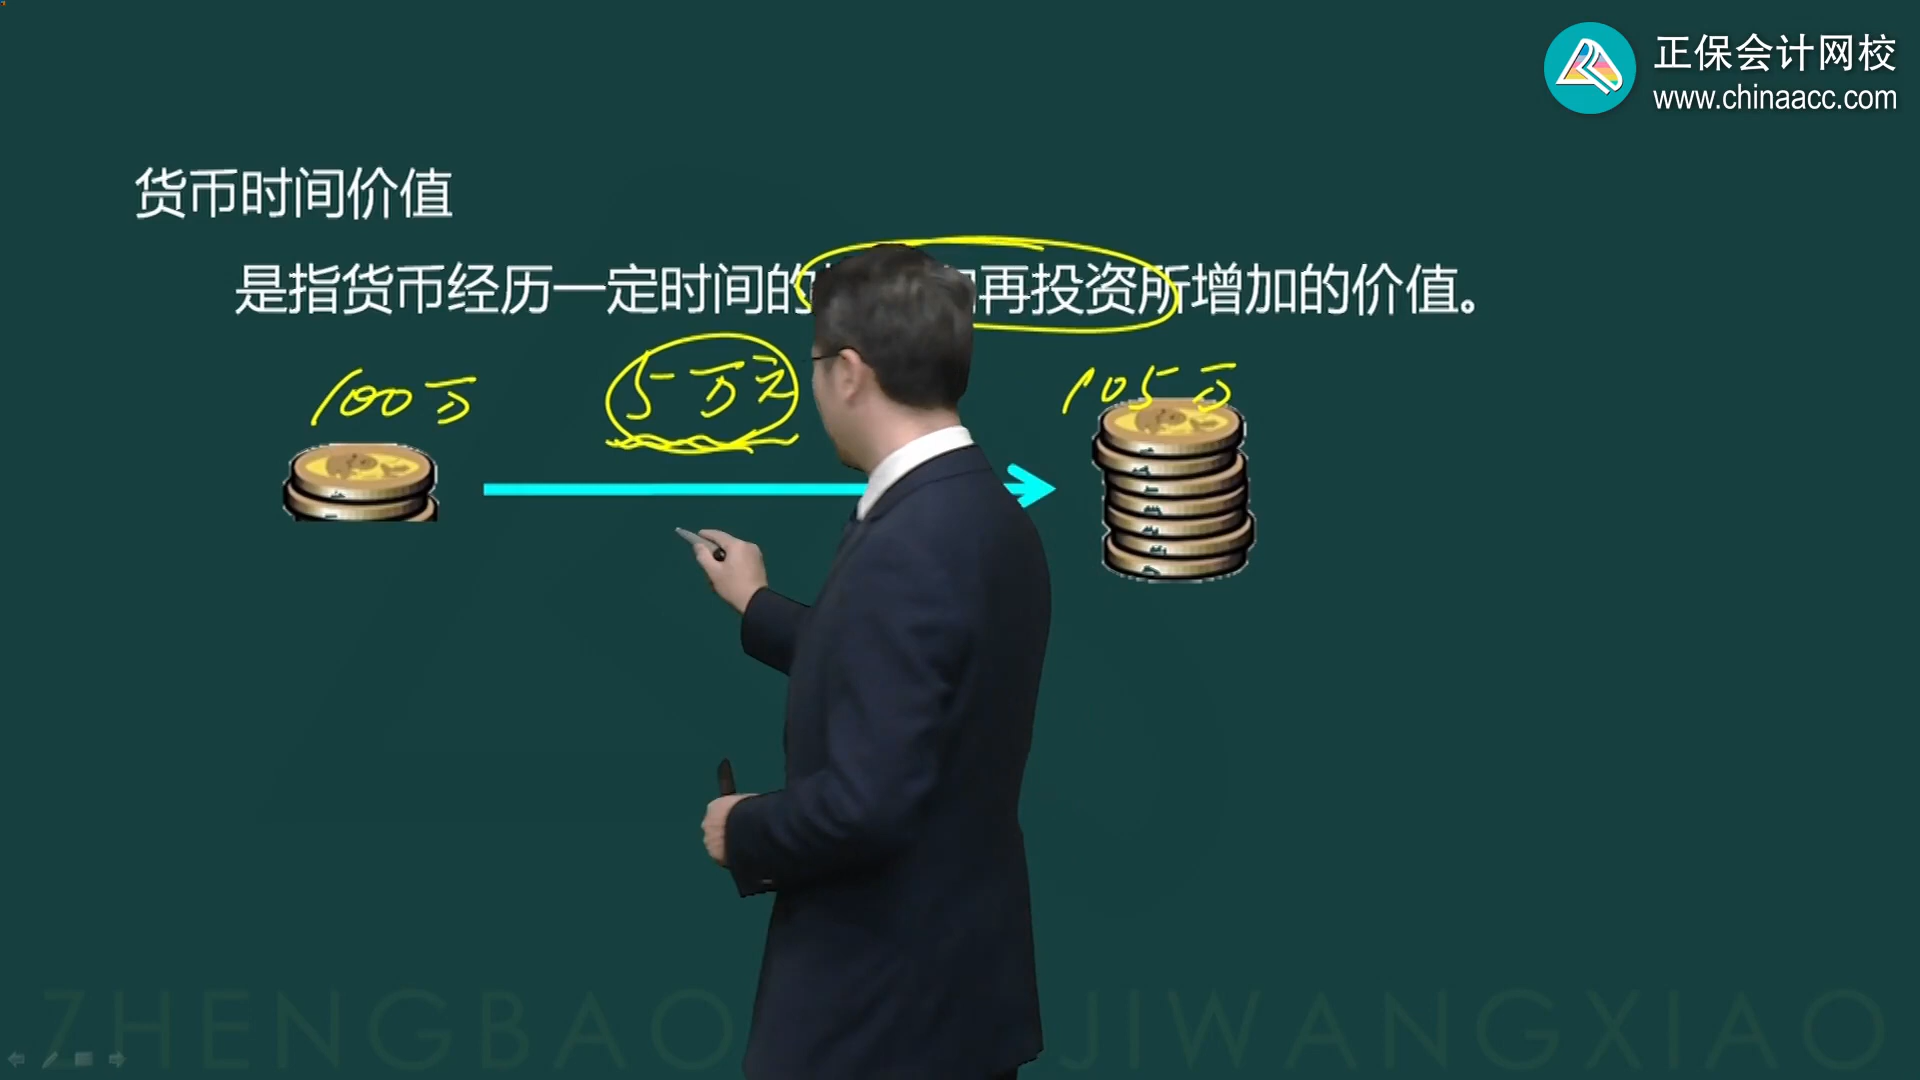 正保会计网校
www.chinaacc.com
货币时间价值
是指货币经历一定时间的 再投资所增加的价值。
100万
5万元
105万
ZHENGBAO JIWANGXIAO